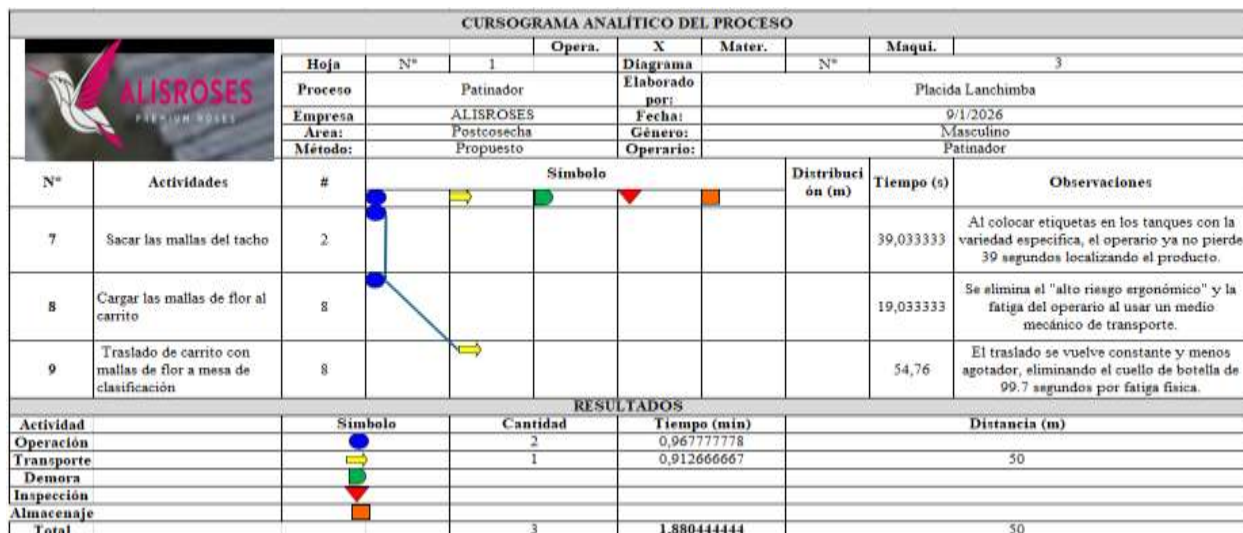 CURSOGRAMA ANALÍTICO DEL PROCESO
ALISROSES
PREMIUM ROSES
Opera. X Mater. Maqui.
Hoja N° 1 Diagrama N° 3
Proceso Patinador Elaborado por: Placida Lanchimba
Empresa ALISROSES Fecha: 9/1/2026
Área: Postcosecha Género: Masculino
Método: Propuesto Operario: Patinador
N° Actividades # Símbolo Distribuci ón (m) Tiempo (s) Observaciones
7 Sacar las mallas del tacho 2 39,033333 Al colocar etiquetas en los tanques con la
variedad especifica, el operario ya no pierde
39 segundos localizando el producto.
8 Cargar las mallas de flor al
carrito 8 19,033333 Se elimina el "alto riesgo ergonómico" y la
fatiga del operario al usar un medio
mecánico de transporte.
9 Traslado de carrito con
mallas de flor a mesa de
clasificación 8 54,76 El traslado se vuelve constante y menos
agotador, eliminando el cuello de botella de
99.7 segundos por fatiga física.
RESULTADOS
Actividad Símbolo Cantidad Tiempo (min) Distancia (m)
Operación 2 0,967777778
Transporte 1 0,912666667 50
Demora
Inspección
Almacenaje
Total 3 1,880444444 50